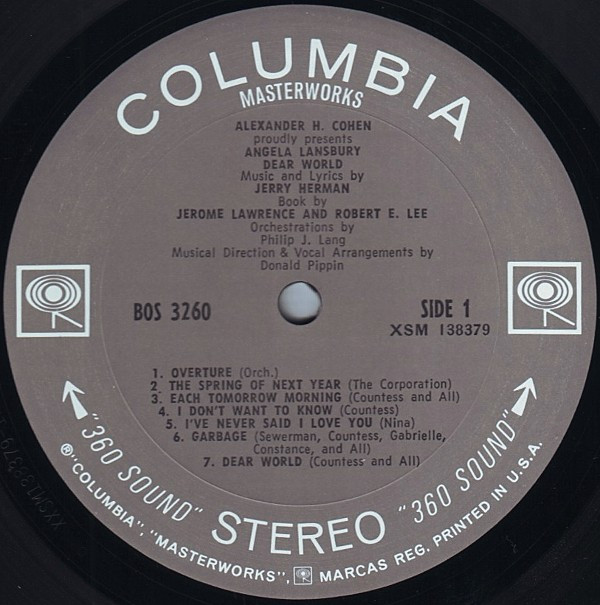 COLUMBIA
MASTERWORKS
ALEXANDER H. COHEN
proudly presents
ANGELA LANSBURY
DEAR WORLD
Music and Lyrics by
JERRY HERMAN
Book by
JEROME LAWRENCE AND ROBERT E. LEE
Orchestrations by
Philip J. Lang
Musical Direction & Vocal Arrangements by
Donald Pippin
BOS 3260
SIDE 1
XSM 138379
1. OVERTURE (Orch.)
2. THE SPRING OF NEXT YEAR (The Corporation)
3. EACH TOMORROW MORNING (Countess and All)
4. I DON'T WANT TO KNOW (Countess)
5. I'VE NEVER SAID I LOVE YOU (Nina)
6. GARBAGE (Sewerman, Countess, Gabrielle,
Constance, and All)
7. DEAR WORLD (Countess and All)
"360 SOUND" STEREO "360 SOUND"
®"COLUMBIA", "MASTERWORKS", MARCAS REG. PRINTED IN U.S.A.